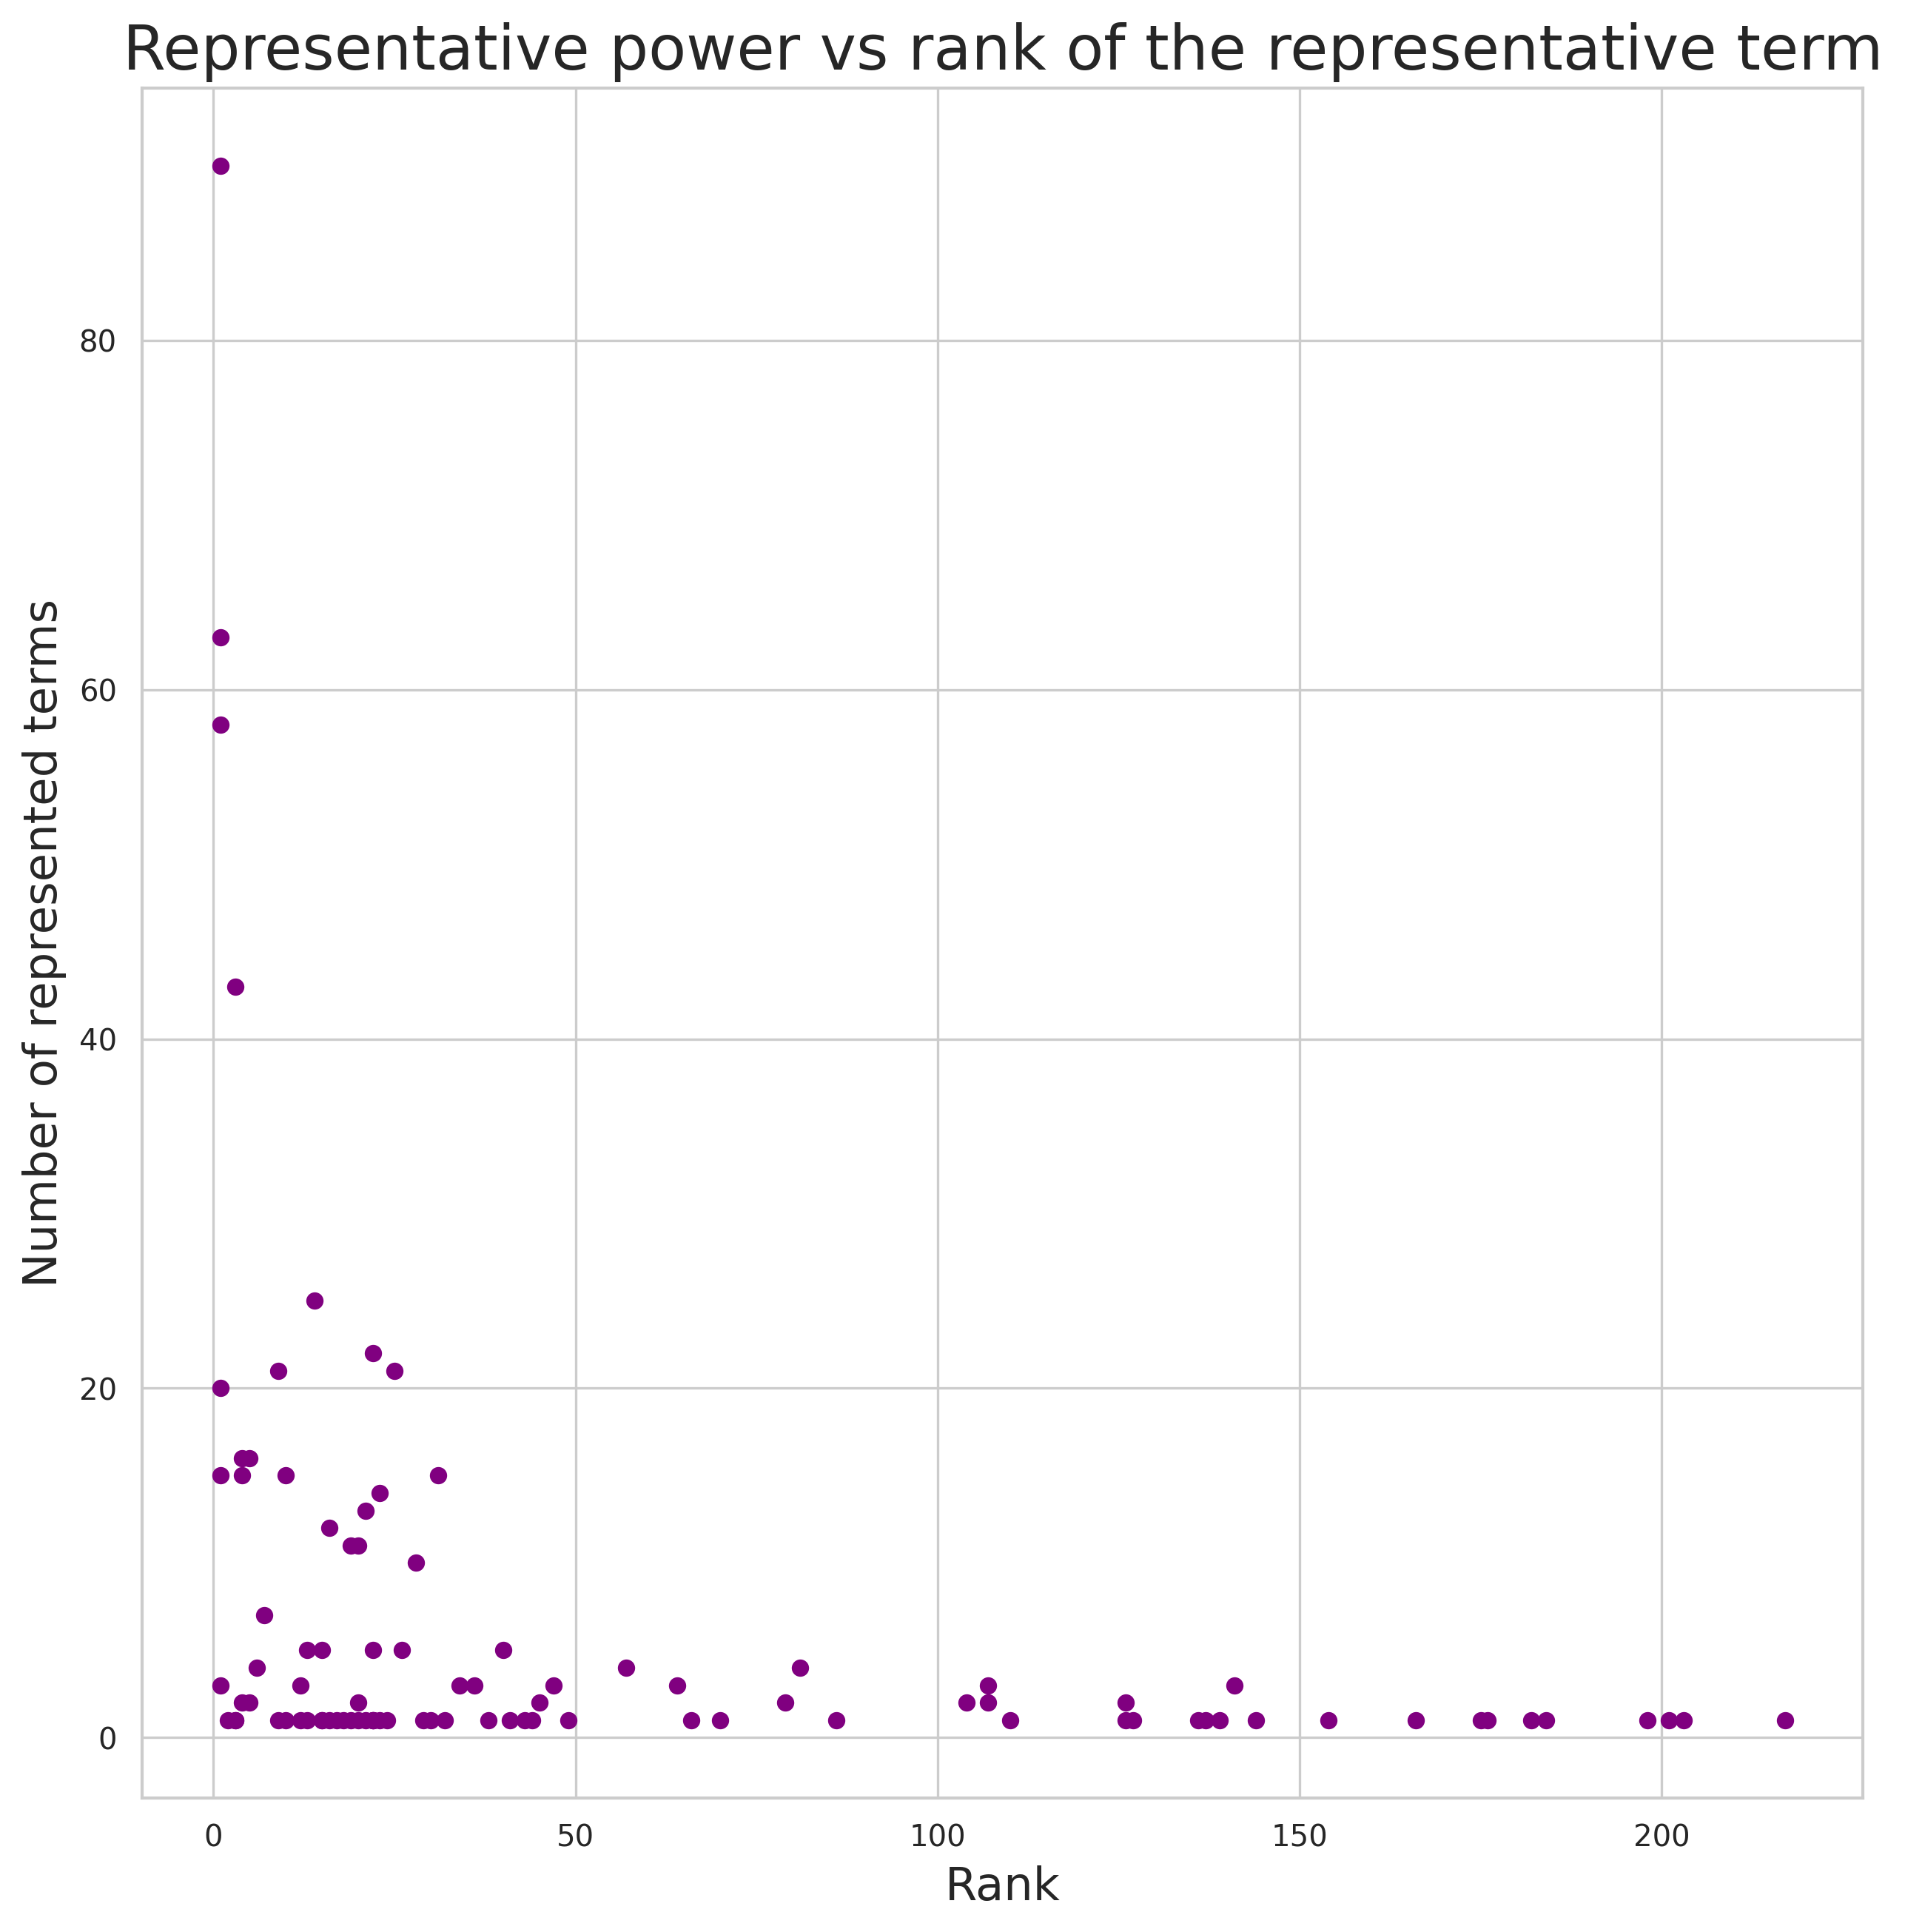 Representative power vs rank of the representative term
Number of represented terms
80
60
40
20
0
0 50 100 150 200
Rank